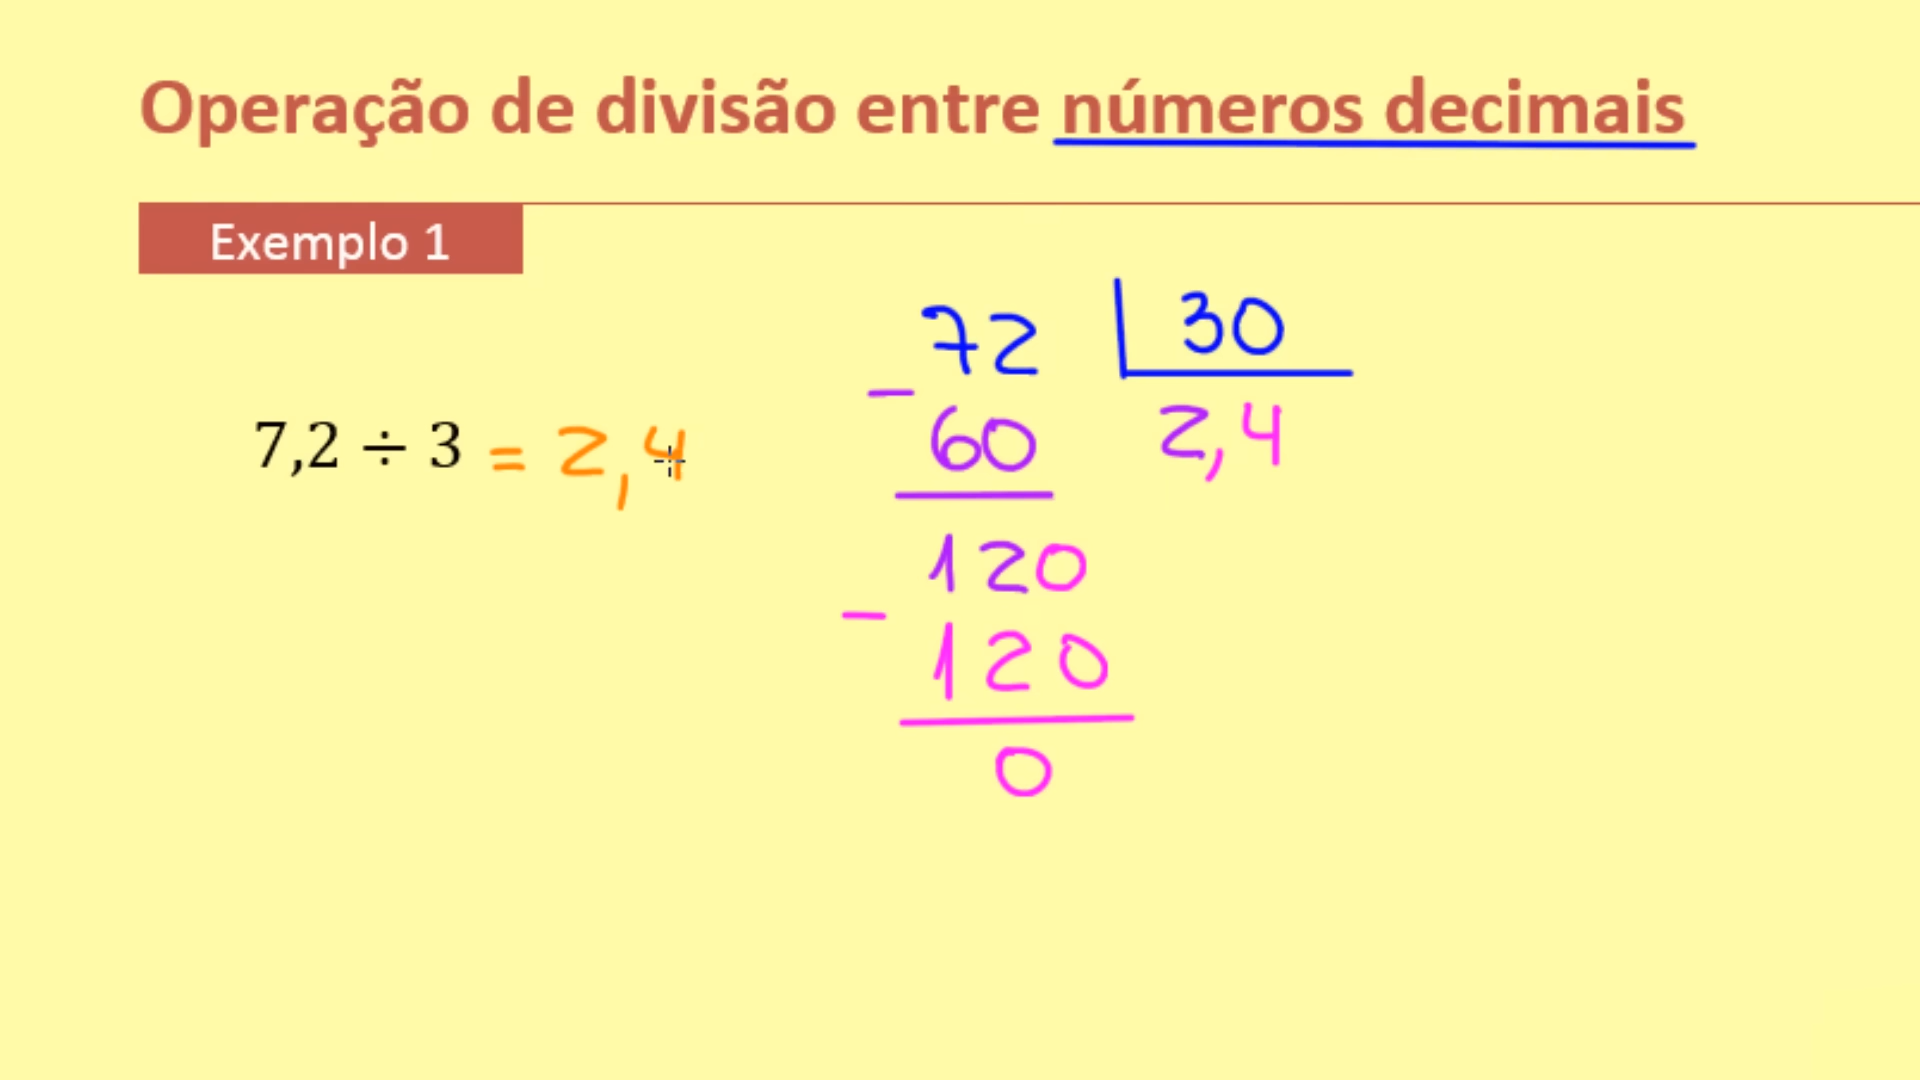 Operação de divisão entre números decimais
Exemplo 1
7,2 ÷ 3 = 2,4
72 30
- 60 2,4
120
- 120
0